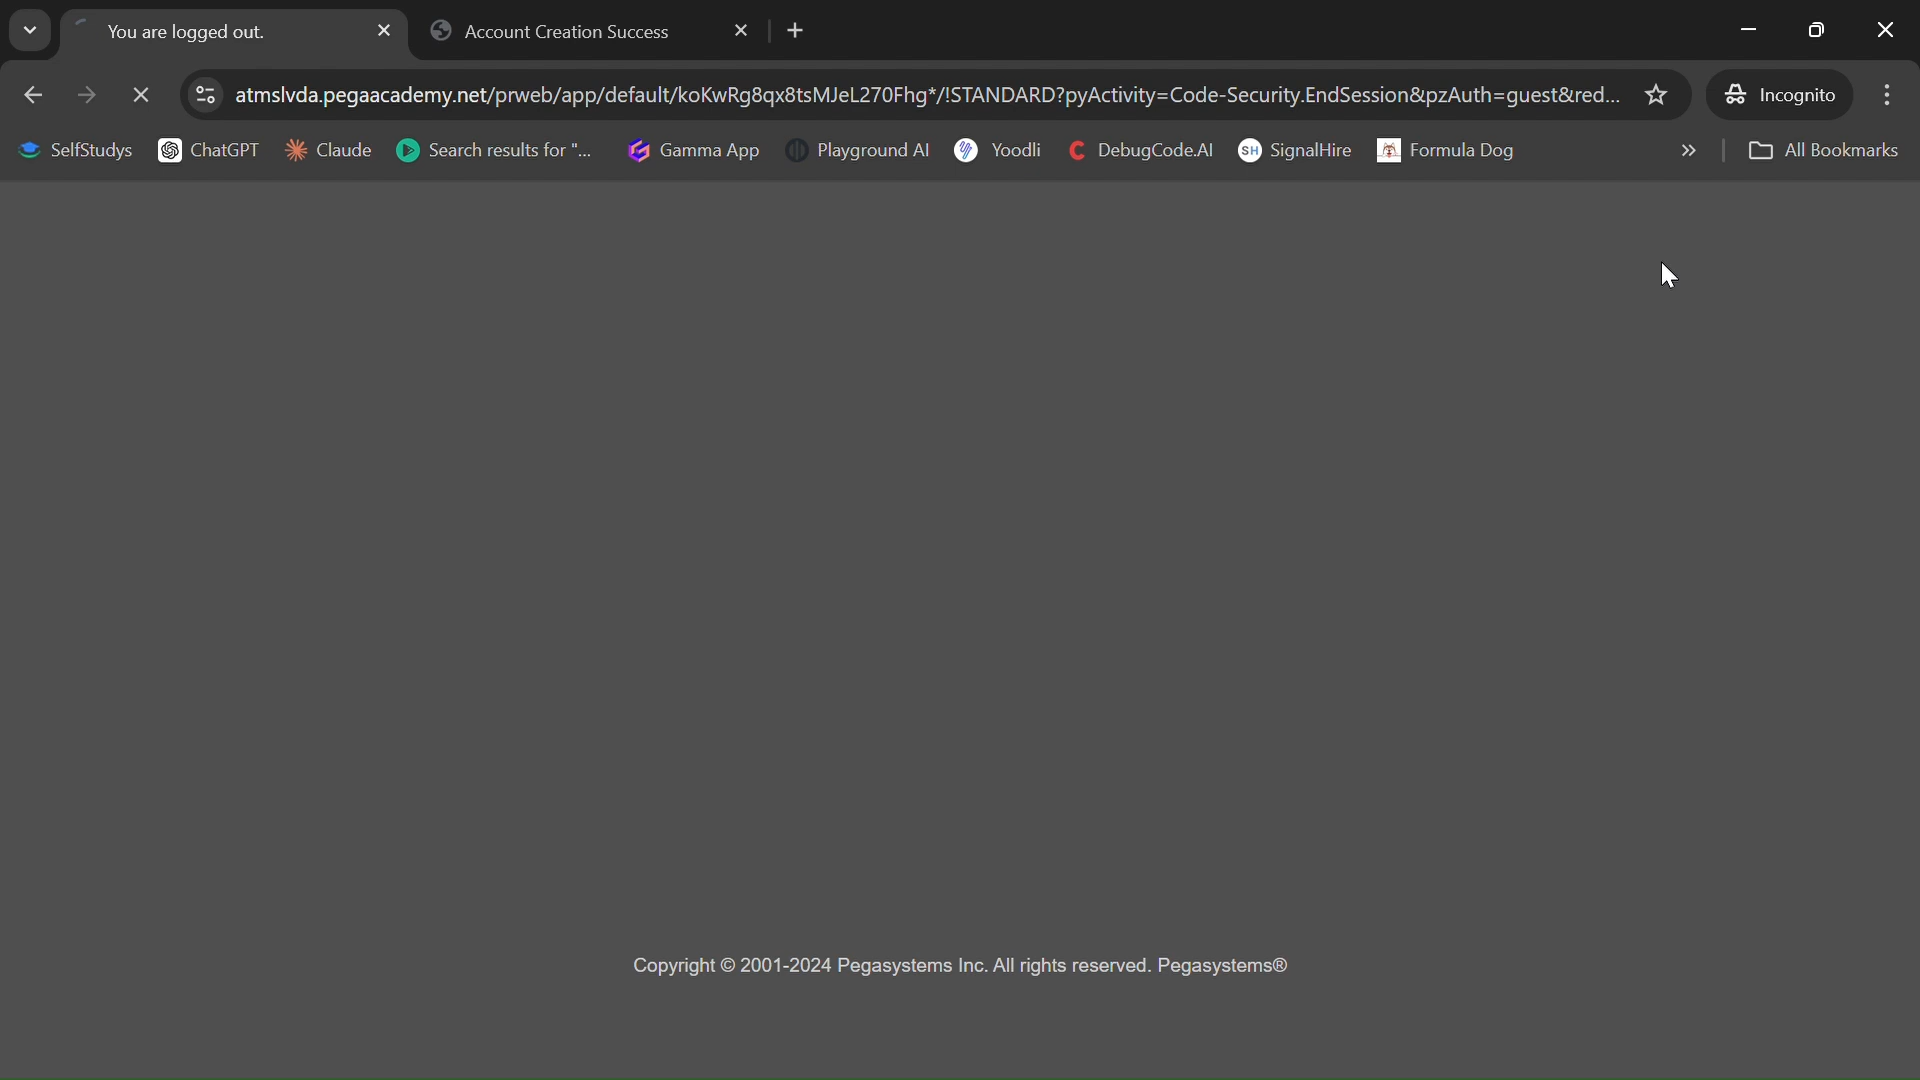 You are logged out.
Account Creation Success
atmslvda.pegaacademy.net/prweb/app/default/koKwRg8qx8tsMJeL270Fhg*/!STANDARD?pyActivity=Code-Security.EndSession&pzAuth=guest&red...
Incognito
SelfStudys
ChatGPT
Claude
Search results for "...
Gamma App
Playground AI
Yoodli
DebugCode.AI
SH SignalHire
Formula Dog
»
All Bookmarks
Copyright © 2001-2024 Pegasystems Inc. All rights reserved. Pegasystems®